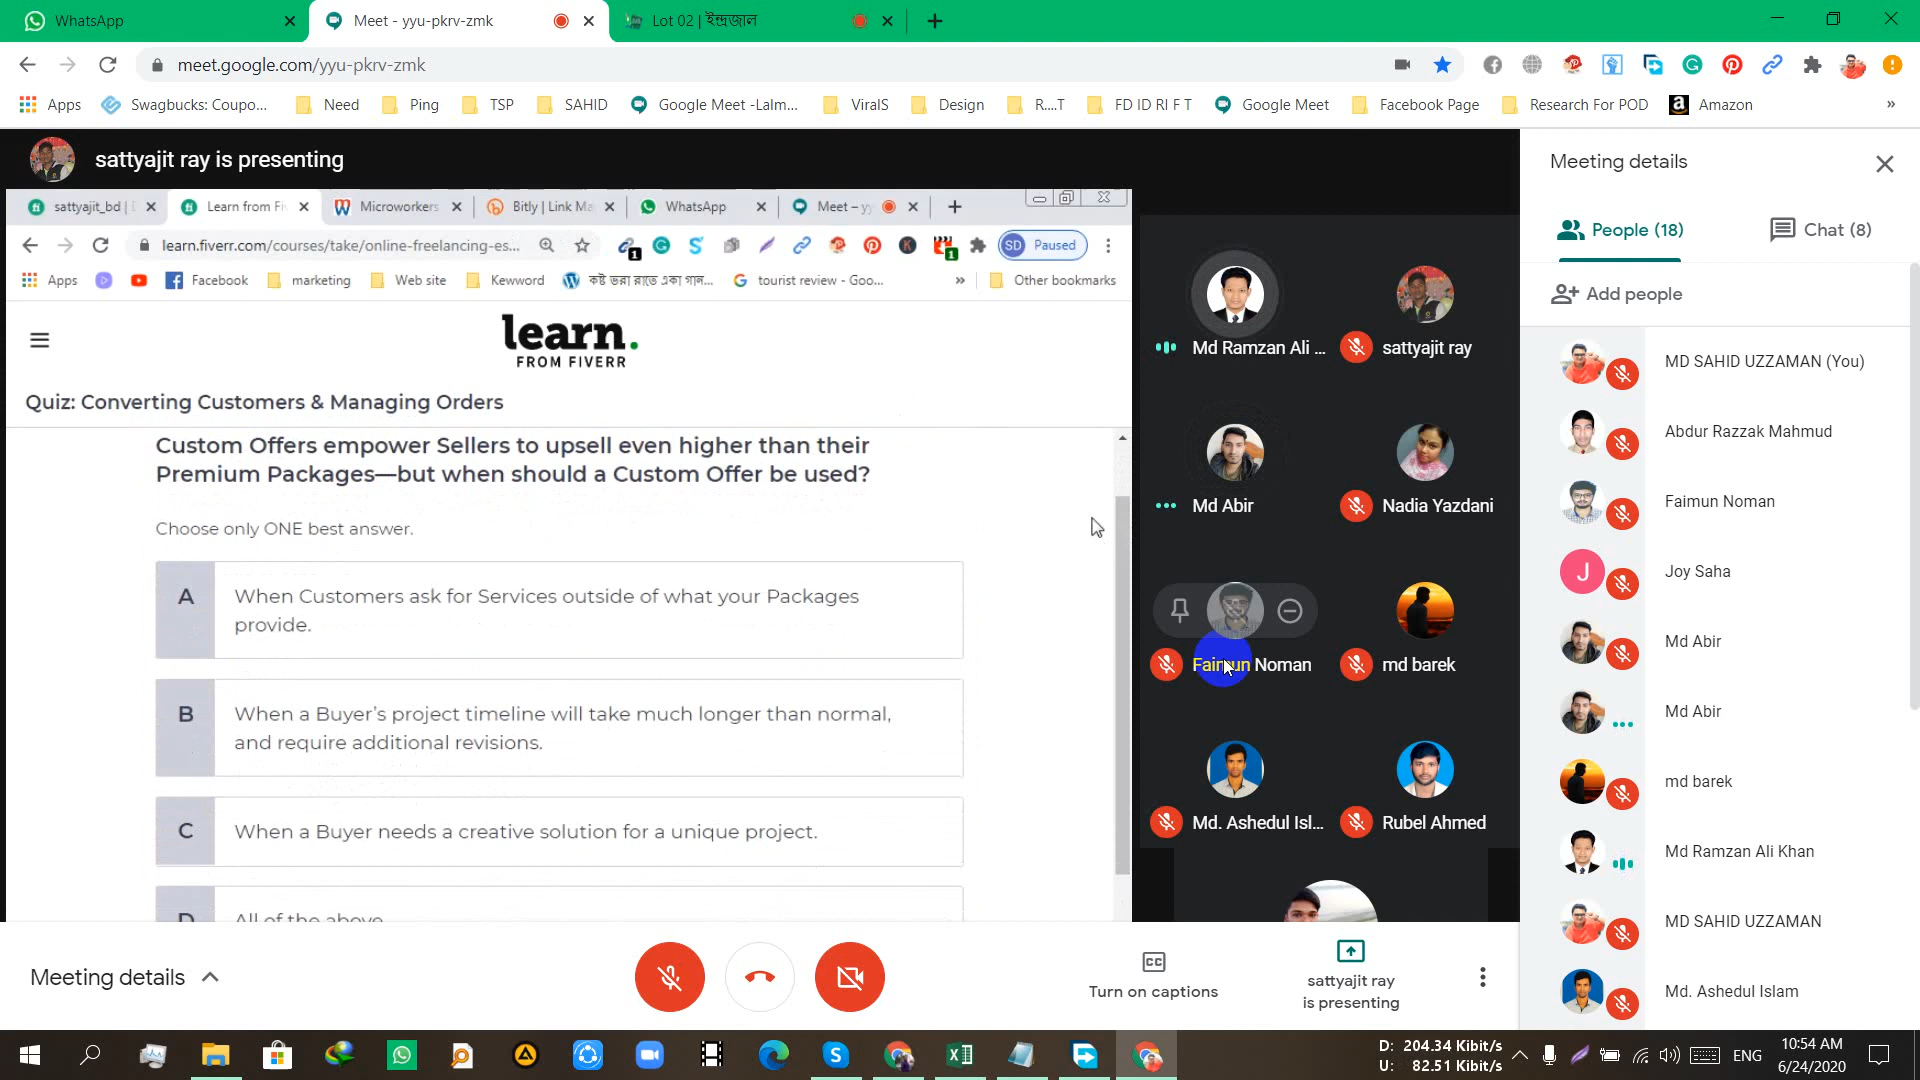 WhatsApp
Meet - yyu-pkrv-zmk
Lot 02 | ইন্দ্রজাল
meet.google.com/yyu-pkrv-zmk
Apps
Swagbucks: Coupo...
Need
Ping
TSP
SAHID
Google Meet -Lalm...
ViralS
Design
R....T
FD ID RI F T
Google Meet
Facebook Page
Research For POD
Amazon
»
sattyajit ray is presenting
sattyajit_bd |
Learn from Fi
Microworkers
Bitly | Link Ma
WhatsApp
Meet – yy
learn.fiverr.com/courses/take/online-freelancing-es...
1
1
SD Paused
Apps
Facebook
marketing
Web site
Kewword
কষ্ট ভরা রাতে একা গান...
tourist review - Goo...
»
Other bookmarks
learn.
FROM FIVERR
Quiz: Converting Customers & Managing Orders
Custom Offers empower Sellers to upsell even higher than their
Premium Packages—but when should a Custom Offer be used?
Choose only ONE best answer.
A
When Customers ask for Services outside of what your Packages
provide.
B
When a Buyer's project timeline will take much longer than normal,
and require additional revisions.
C
When a Buyer needs a creative solution for a unique project.
D
All of the above
Md Ramzan Ali ...
sattyajit ray
Md Abir
Nadia Yazdani
Faimun Noman
md barek
Md. Ashedul Isl...
Rubel Ahmed
Meeting details
People (18)
Chat (8)
Add people
MD SAHID UZZAMAN (You)
Abdur Razzak Mahmud
Faimun Noman
J
Joy Saha
Md Abir
Md Abir
md barek
Md Ramzan Ali Khan
MD SAHID UZZAMAN
Md. Ashedul Islam
Meeting details
CC
Turn on captions
sattyajit ray
is presenting
D: 204.34 Kibit/s
U: 82.51 Kibit/s
ENG
10:54 AM
6/24/2020